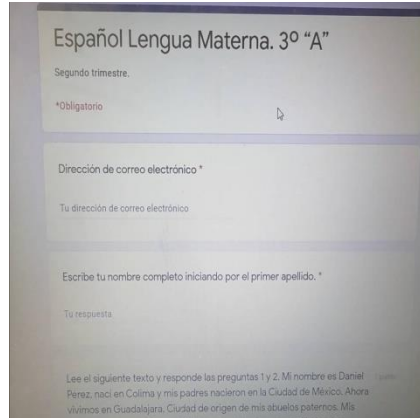 Español Lengua Materna. 3º “A”
Segundo trimestre.
*Obligatorio
Dirección de correo electrónico *
Tu dirección de correo electrónico
Escribe tu nombre completo iniciando por el primer apellido. *
Tu respuesta
Lee el siguiente texto y responde las preguntas 1 y 2. Mi nombre es Daniel
Pérez, nací en Colima y mis padres nacieron en la Ciudad de México. Ahora
vivimos en Guadalajara. Ciudad de origen de mis abuelos paternos. Mis